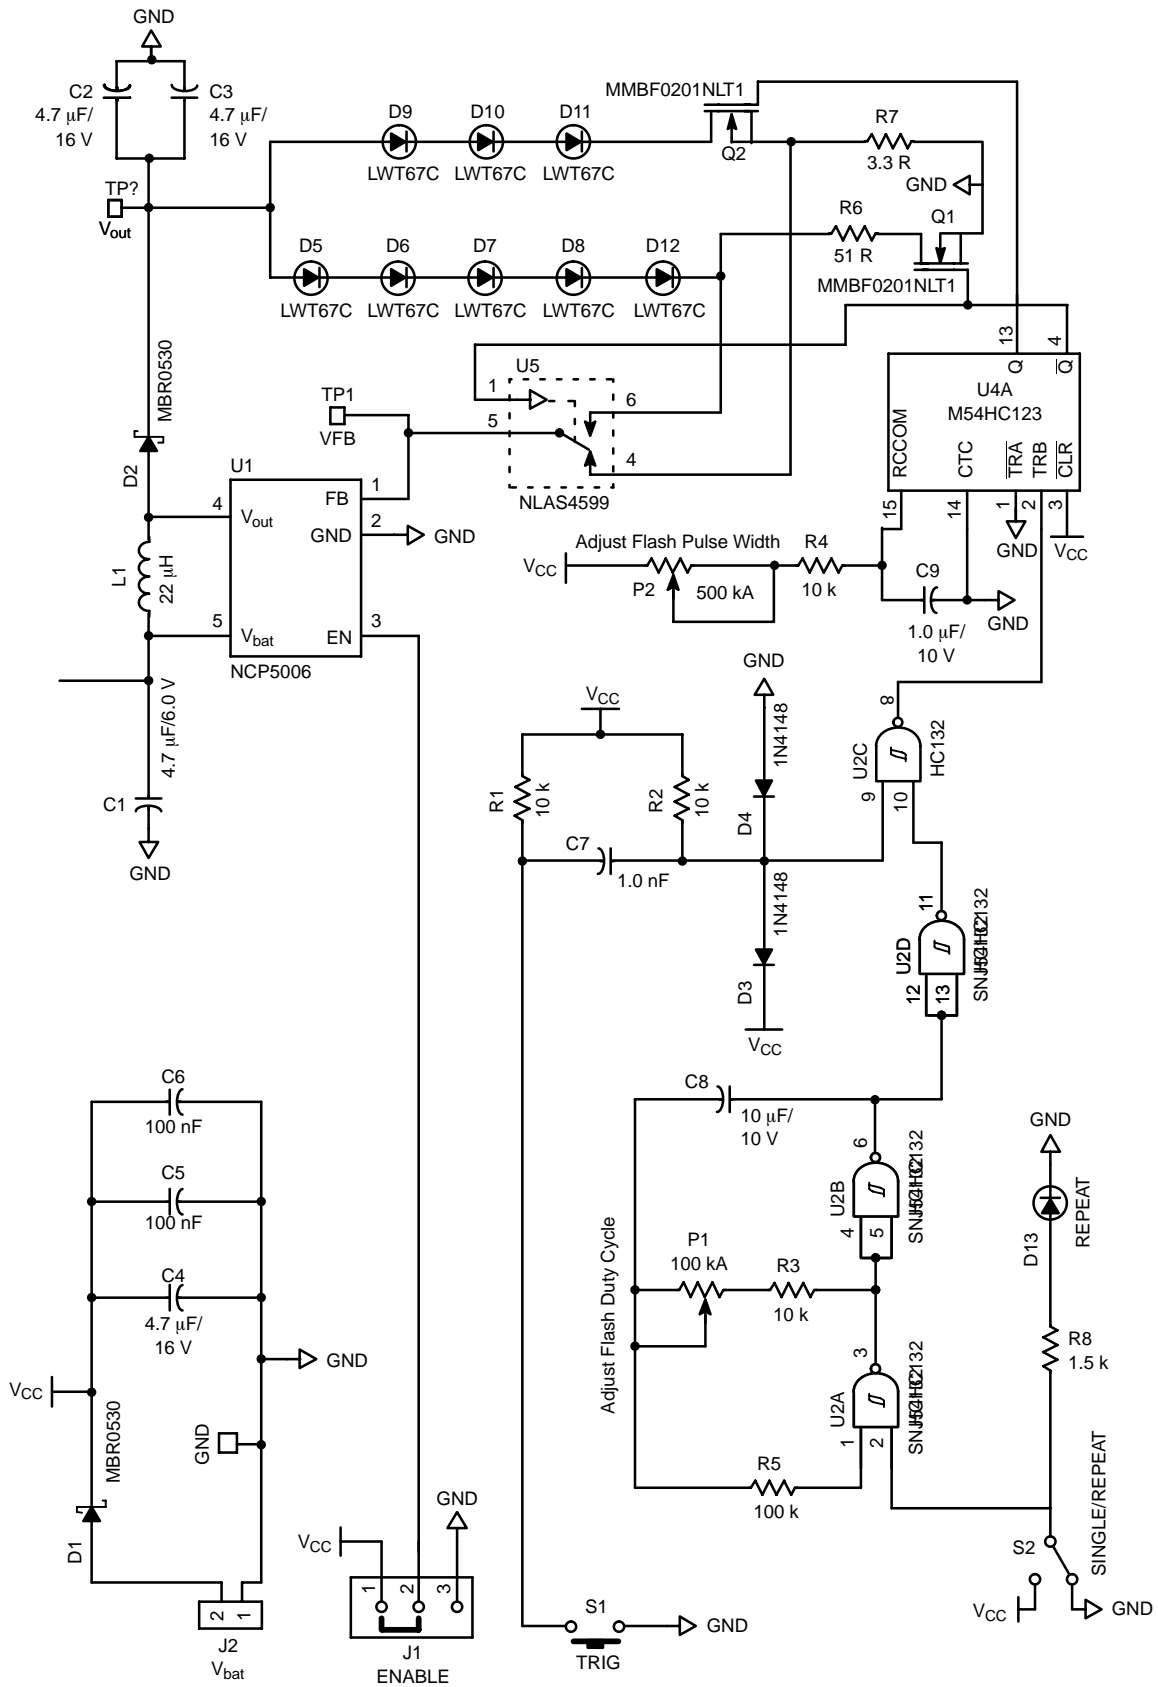 GND
C2
4.7 μF/
16 V
C3
4.7 μF/
16 V
TP?
Vout
D9
LWT67C
D10
LWT67C
D11
LWT67C
MMBF0201NLT1
Q2
R7
3.3 R
GND
D5
LWT67C
D6
LWT67C
D7
LWT67C
D8
LWT67C
D12
LWT67C
R6
51 R
Q1
MMBF0201NLT1
MBR0530
D2
TP1
VFB
U5
1
5
6
4
NLAS4599
13
4
Q
Q
U4A
M54HC123
RCCOM
CTC
TRA
TRB
CLR
15
14
1
2
3
GND
VCC
U1
4
Vout
FB
1
GND
2
GND
5
Vbat
EN
3
NCP5006
L1
22 μH
Adjust Flash Pulse Width
VCC
P2
500 kA
R4
10 k
C9
1.0 μF/
10 V
GND
4.7 μF/6.0 V
C1
GND
VCC
R1
10 k
R2
10 k
C7
1.0 nF
GND
1N4148
D4
1N4148
D3
VCC
U2C
8
HC132
9
10
11
U2D
12
13
C6
100 nF
C5
100 nF
C4
4.7 μF/
16 V
GND
VCC
MBR0530
GND
D1
2
1
J2
Vbat
C8
10 μF/
10 V
6
U2B
4
5
Adjust Flash Duty Cycle
P1
100 kA
R3
10 k
3
U2A
1
2
R5
100 k
GND
REPEAT
D13
R8
1.5 k
SINGLE/REPEAT
S2
VCC
GND
VCC
GND
1
2
3
J1
ENABLE
S1
TRIG
GND